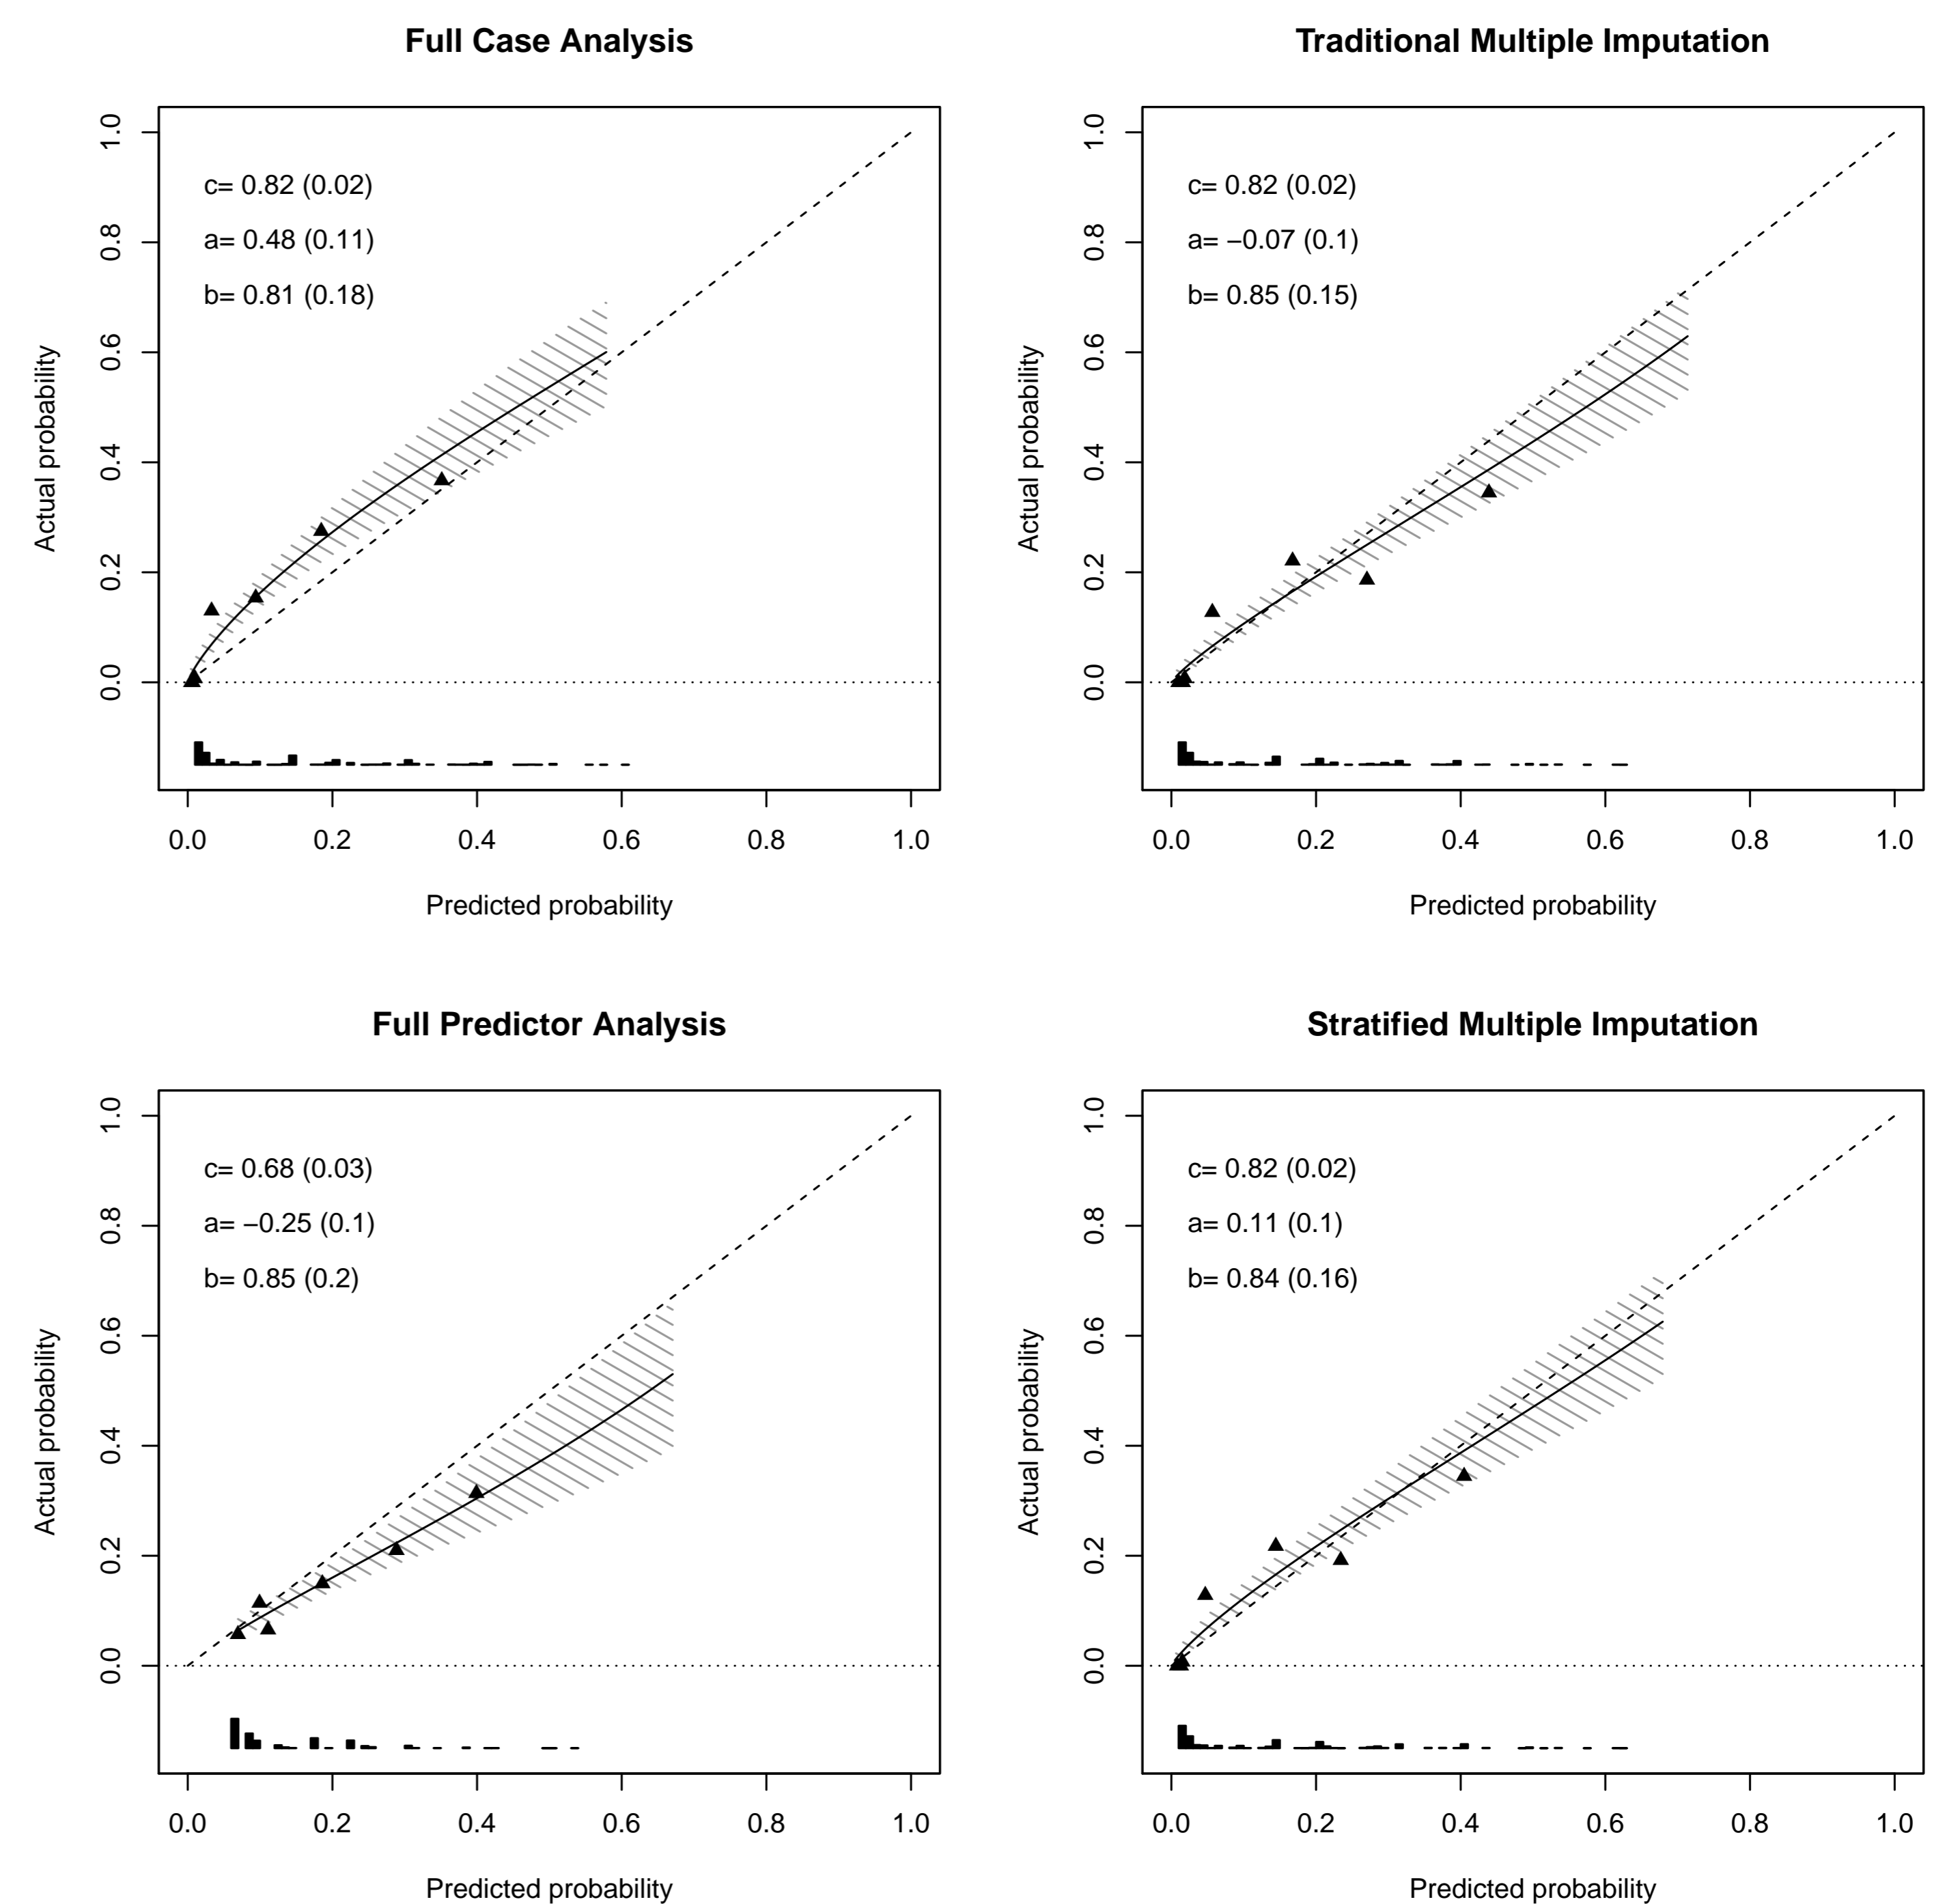 Full Case Analysis
c= 0.82 (0.02)
a= 0.48 (0.11)
b= 0.81 (0.18)
Actual probability
1.0
0.8
0.6
0.4
0.2
0.0
0.0 0.2 0.4 0.6 0.8 1.0
Predicted probability
Traditional Multiple Imputation
c= 0.82 (0.02)
a= −0.07 (0.1)
b= 0.85 (0.15)
Actual probability
1.0
0.8
0.6
0.4
0.2
0.0
0.0 0.2 0.4 0.6 0.8 1.0
Predicted probability
Full Predictor Analysis
c= 0.68 (0.03)
a= −0.25 (0.1)
b= 0.85 (0.2)
Actual probability
1.0
0.8
0.6
0.4
0.2
0.0
0.0 0.2 0.4 0.6 0.8 1.0
Predicted probability
Stratified Multiple Imputation
c= 0.82 (0.02)
a= 0.11 (0.1)
b= 0.84 (0.16)
Actual probability
1.0
0.8
0.6
0.4
0.2
0.0
0.0 0.2 0.4 0.6 0.8 1.0
Predicted probability